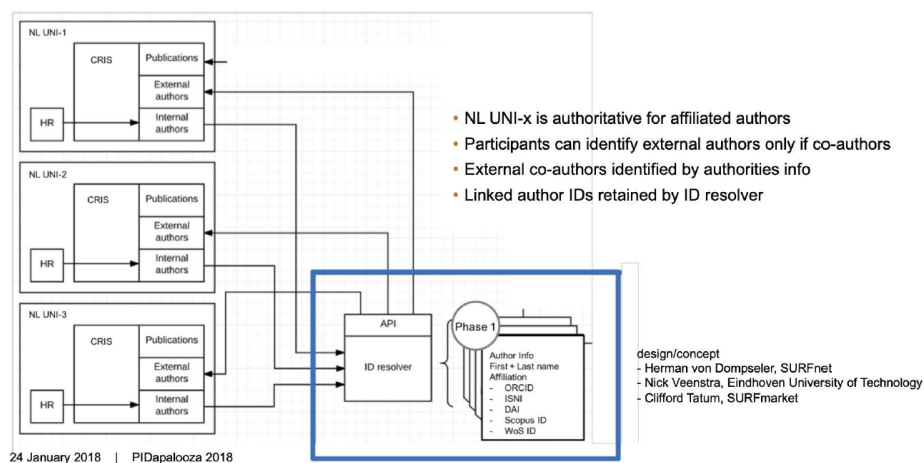 NL UNI-1
CRIS
Publications
External
authors
Internal
authors
HR
NL UNI-2
CRIS
Publications
External
authors
Internal
authors
HR
NL UNI-3
CRIS
Publications
External
authors
Internal
authors
HR
• NL UNI-x is authoritative for affiliated authors
• Participants can identify external authors only if co-authors
• External co-authors identified by authorities info
• Linked author IDs retained by ID resolver
API
ID resolver
Phase 1
Author Info
First + Last name
Affiliation
- ORCID
- ISNI
- DAI
- Scopus ID
- WoS ID
design/concept
- Herman von Dompseler, SURFnet
- Nick Veenstra, Eindhoven University of Technology
- Clifford Tatum, SURFmarket
24 January 2018 | PIDapalooza 2018